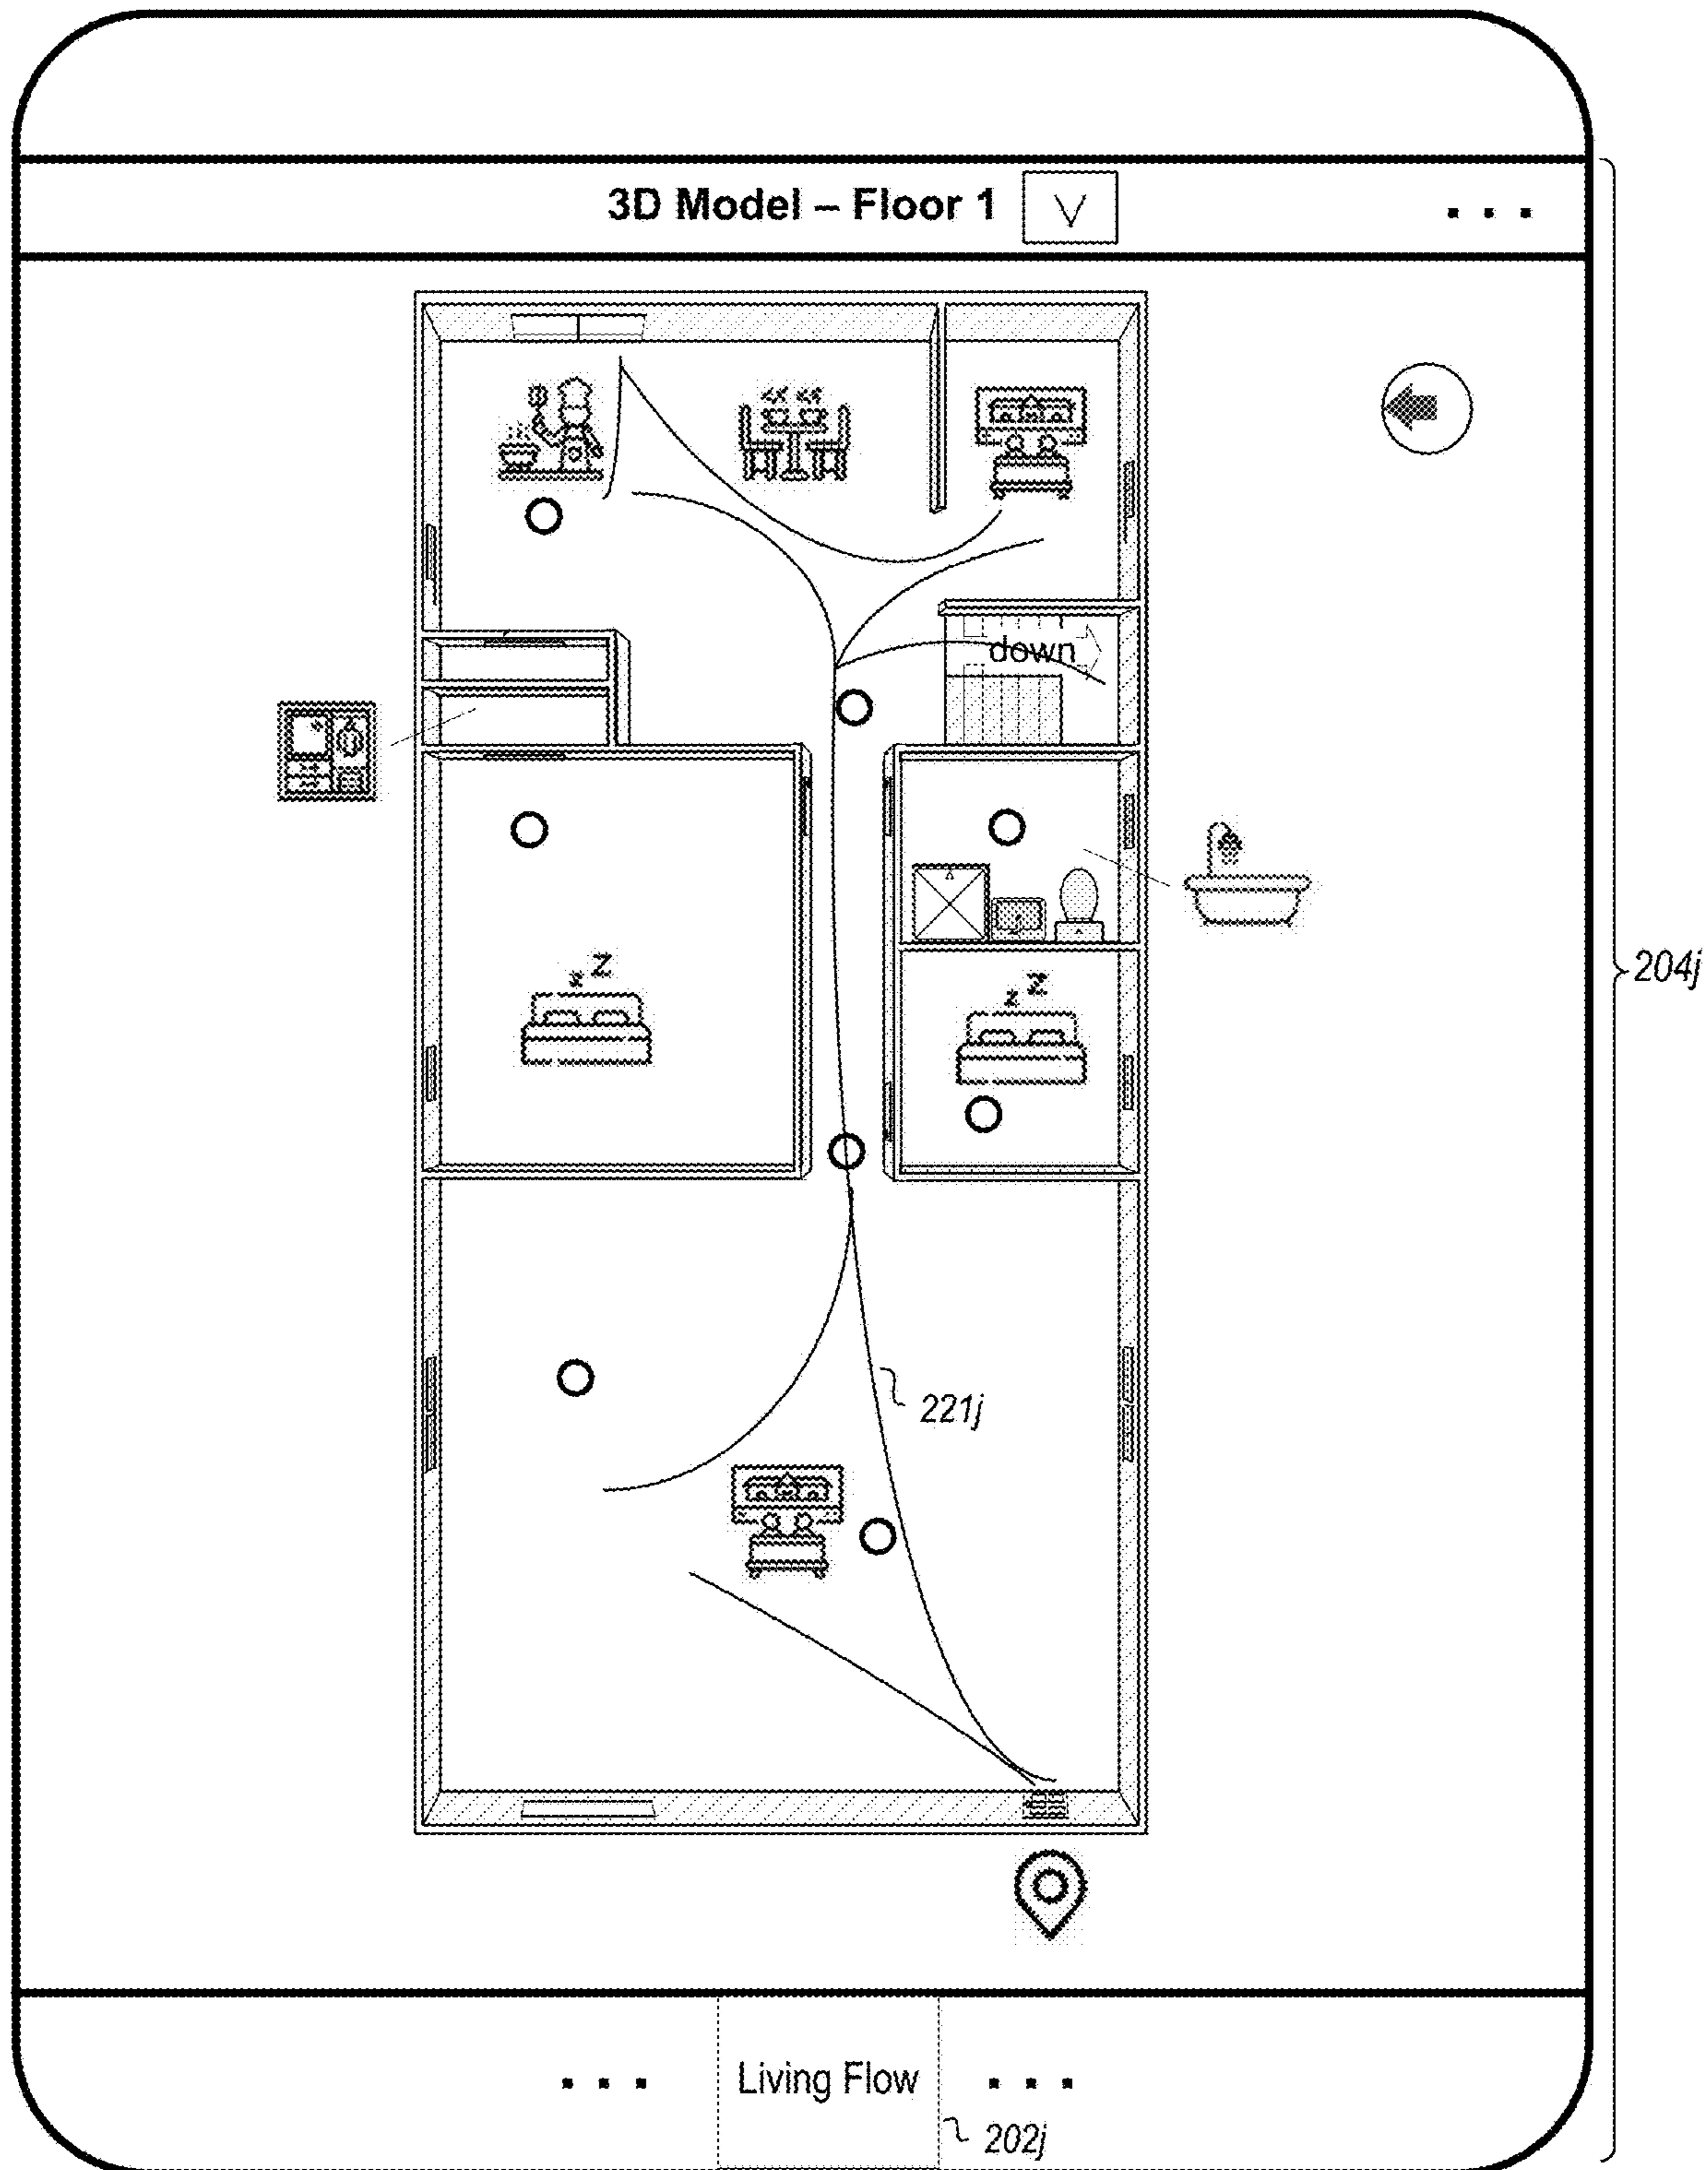 3D Model – Floor 1 V ...
down
z Z
z Z
204j
221j
... Living Flow ...
202j